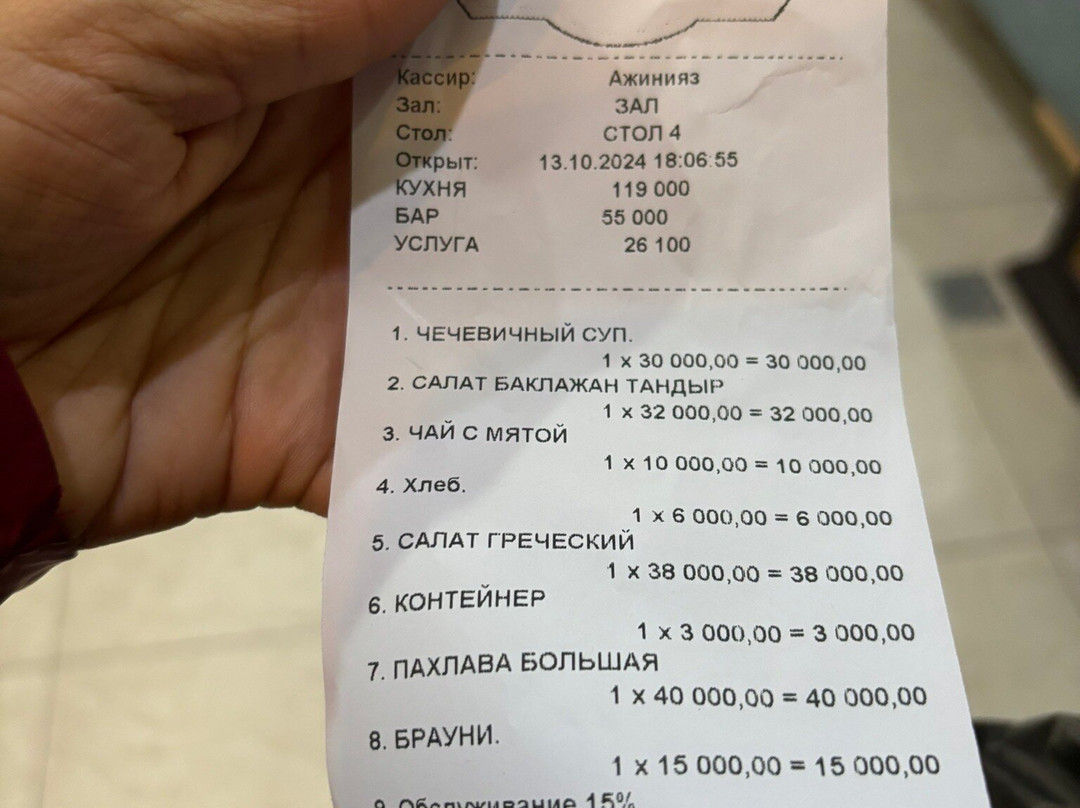 Кассир: Ажинияз
Зал: ЗАЛ
Стол: СТОЛ 4
Открыт: 13.10.2024 18:06:55
КУХНЯ 119 000
БАР 55 000
УСЛУГА 26 100
1. ЧЕЧЕВИЧНЫЙ СУП.
1 x 30 000,00 = 30 000,00
2. САЛАТ БАКЛАЖАН ТАНДЫР
1 x 32 000,00 = 32 000,00
3. ЧАЙ С МЯТОЙ
1 x 10 000,00 = 10 000,00
4. Хлеб.
1 x 6 000,00 = 6 000,00
5. САЛАТ ГРЕЧЕСКИЙ
1 x 38 000,00 = 38 000,00
6. КОНТЕЙНЕР
1 x 3 000,00 = 3 000,00
7. ПАХЛАВА БОЛЬШАЯ
1 x 40 000,00 = 40 000,00
8. БРАУНИ.
1 x 15 000,00 = 15 000,00
9. Обслуживание 15%